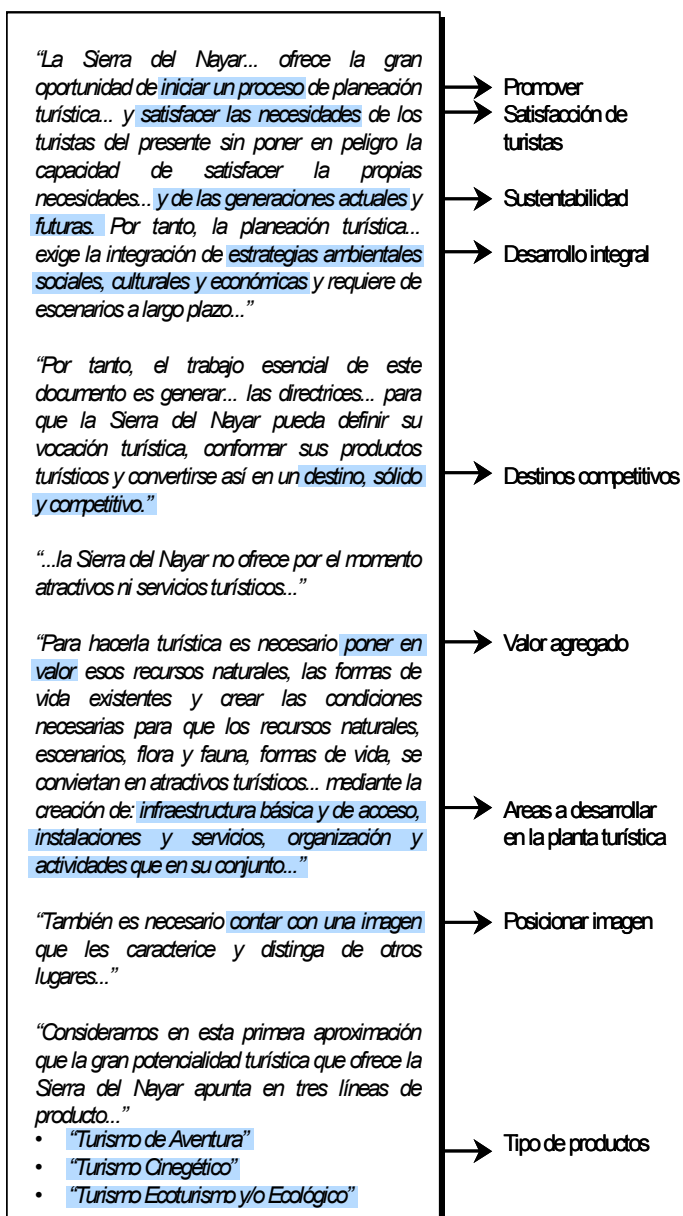 “La Sierra del Nayar... ofrece la gran
oportunidad de iniciar un proceso de planeación
turística... y satisfacer las necesidades de los
turistas del presente sin poner en peligro la
capacidad de satisfacer la propias
necesidades... y de las generaciones actuales y
futuras. Por tanto, la planeación turística...
exige la integración de estrategias ambientales
sociales, culturales y económicas y requiere de
escenarios a largo plazo...”
“Por tanto, el trabajo esencial de este
documento es generar... las directrices... para
que la Sierra del Nayar pueda definir su
vocación turística, conformar sus productos
turísticos y convertirse así en un destino, sólido
y competitivo.”
“...la Sierra del Nayar no ofrece por el momento
atractivos ni servicios turísticos...”
“Para hacerla turística es necesario poner en
valor esos recursos naturales, las formas de
vida existentes y crear las condiciones
necesarias para que los recursos naturales,
escenarios, flora y fauna, formas de vida, se
conviertan en atractivos turísticos... mediante la
creación de: infraestructura básica y de acceso,
instalaciones y servicios, organización y
actividades que en su conjunto...”
“También es necesario contar con una imagen
que les caracterice y distinga de otros
lugares...”
“Consideramos en esta primera aproximación
que la gran potencialidad turística que ofrece la
Sierra del Nayar apunta en tres líneas de
producto...”
• “Turismo de Aventura”
• “Turismo Cinegético”
• “Turismo Ecoturismo y/o Ecológico”
Promover
Satisfacción de
turistas
Sustentabilidad
Desarrollo integral
Destinos competitivos
Valor agregado
Areas a desarrollar
en la planta turística
Posicionar imagen
Tipo de productos